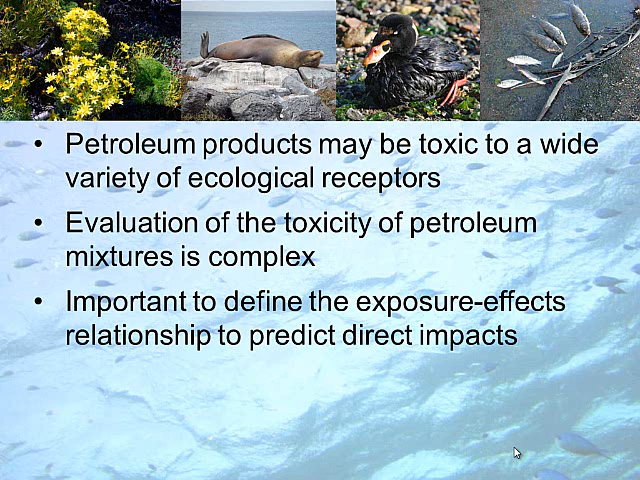 • Petroleum products may be toxic to a wide
variety of ecological receptors
• Evaluation of the toxicity of petroleum
mixtures is complex
• Important to define the exposure-effects
relationship to predict direct impacts